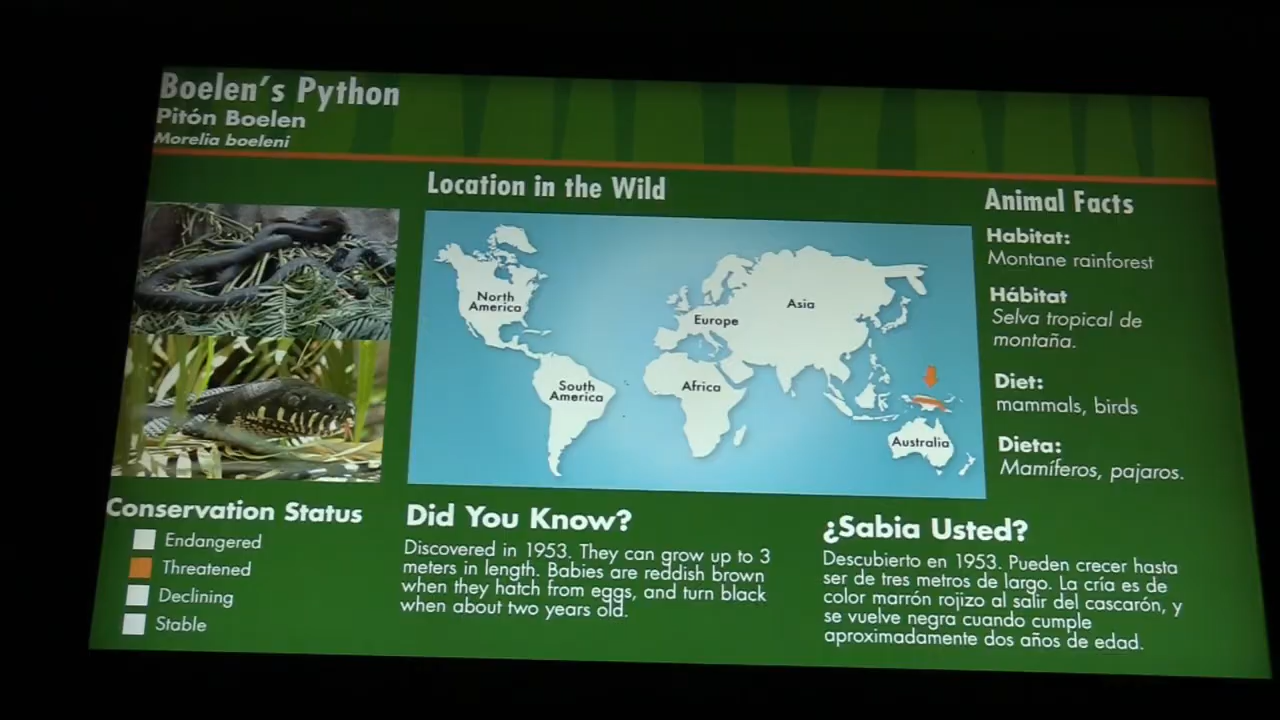 Boelen's Python
Pitón Boelen
Morelia boeleni
Location in the Wild
North
America
South
America
Europe
Africa
Asia
Australia
Animal Facts
Habitat:
Montane rainforest
Hábitat
Selva tropical de
montaña.
Diet:
mammals, birds
Dieta:
Mamíferos, pajaros.
Conservation Status
Endangered
Threatened
Declining
Stable
Did You Know?
Discovered in 1953. They can grow up to 3
meters in length. Babies are reddish brown
when they hatch from eggs, and turn black
when about two years old.
¿Sabia Usted?
Descubierto en 1953. Pueden crecer hasta
ser de tres metros de largo. La cría es de
color marrón rojizo al salir del cascarón, y
se vuelve negra cuando cumple
aproximadamente dos años de edad.